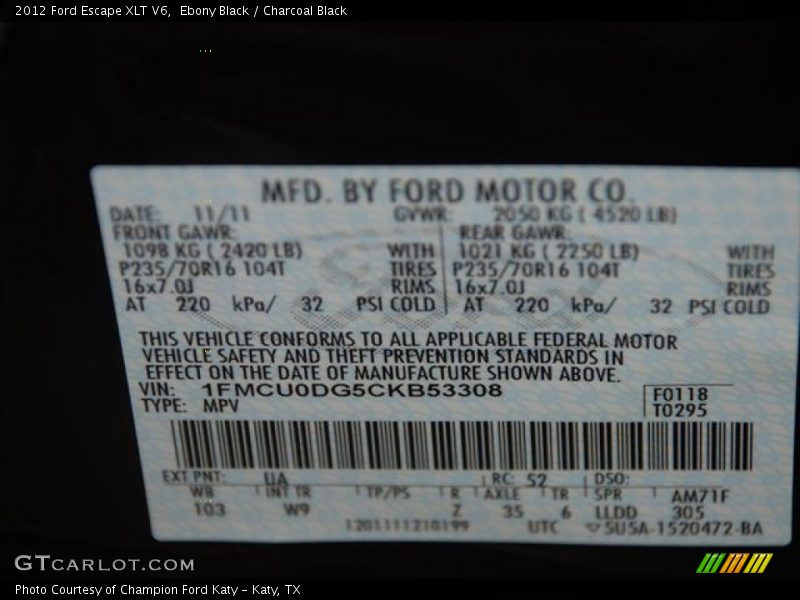 2012 Ford Escape XLT V6,  Ebony Black / Charcoal Black
MFD. BY FORD MOTOR CO.
DATE: 11/11 GVWR: 2050 KG ( 4520 LB)
FRONT GAWR: REAR GAWR:
1098 KG ( 2420 LB) WITH 1021 KG ( 2250 LB) WITH
P235/70R16 104T TIRES P235/70R16 104T TIRES
16x7.0J RIMS 16x7.0J RIMS
AT 220 kPa/ 32 PSI COLD AT 220 kPa/ 32 PSI COLD
THIS VEHICLE CONFORMS TO ALL APPLICABLE FEDERAL MOTOR
VEHICLE SAFETY AND THEFT PREVENTION STANDARDS IN
EFFECT ON THE DATE OF MANUFACTURE SHOWN ABOVE.
VIN: 1FMCU0DG5CKB53308 F0118
TYPE: MPV T0295
EXT PNT: UA RC: 52 DSO:
WB INT TR TP/PS R AXLE TR SPR AM71F
103 W9 Z 35 6 LLDD 305
1201111210199 UTC 5U5A-1520472-BA
GTCARLOT.COM
Photo Courtesy of Champion Ford Katy – Katy, TX